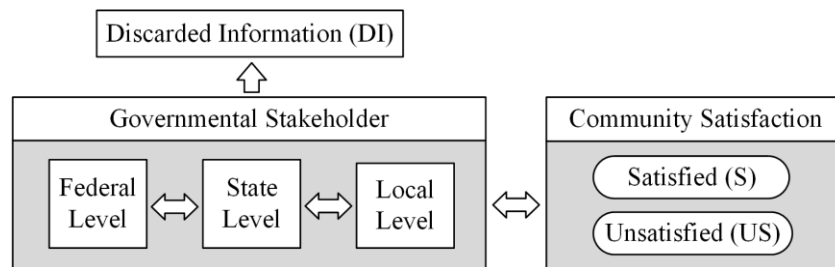 Discarded Information (DI)
Governmental Stakeholder
Federal
Level
State
Level
Local
Level
Community Satisfaction
Satisfied (S)
Unsatisfied (US)